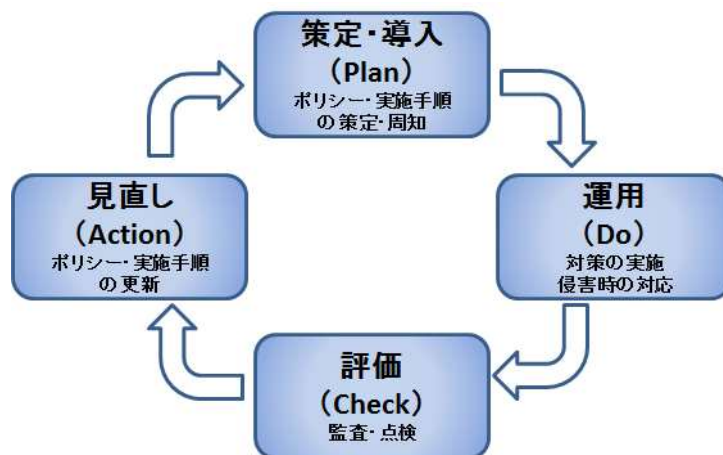 策定・導入
（Plan）
ポリシー・実施手順
の策定・周知
運用
（Do）
対策の実施
侵害時の対応
評価
（Check）
監査・点検
見直し
（Action）
ポリシー・実施手順
の更新